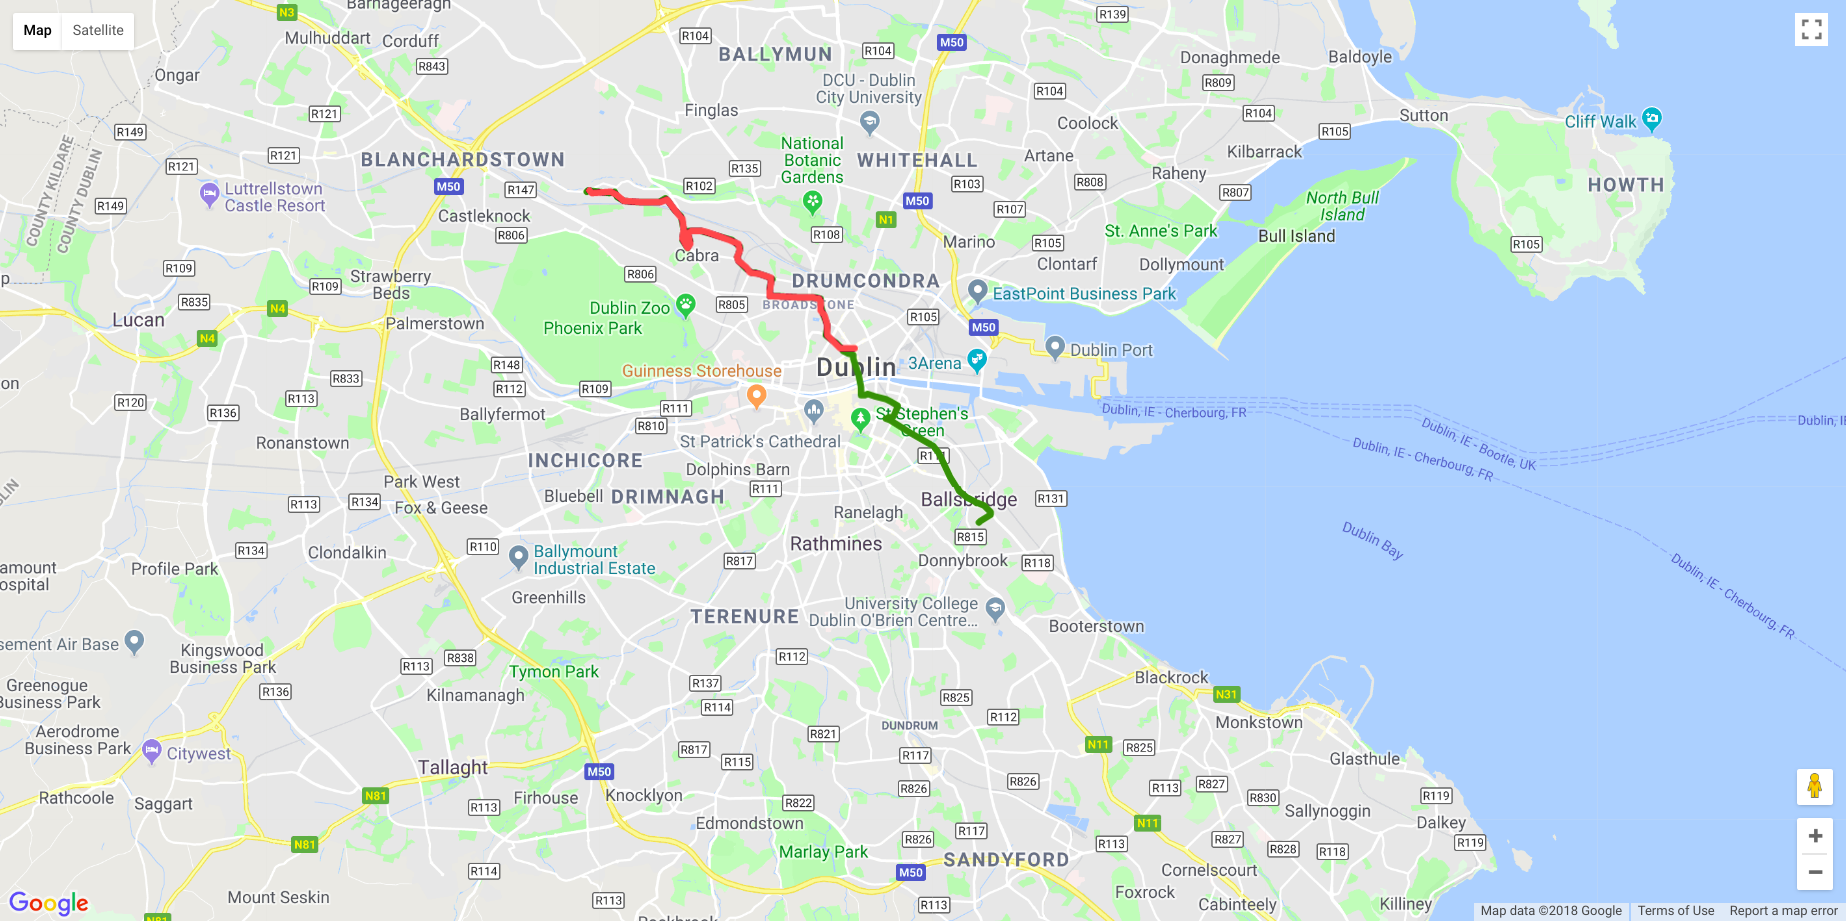 Map
Satellite
N3
Barnageeragh
Mulhuddart
Corduff
R843
Ongar
R104
BALLYMUN
R104
M50
R139
Donaghmede
Baldoyle
R809
DCU - Dublin
City University
Finglas
R104
R104
Coolock
R105
Sutton
Cliff Walk
R149
R121
R121
R121
BLANCHARDSTOWN
R135
National
Botanic
Gardens
WHITEHALL
Artane
Kilbarrack
Raheny
COUNTY KILDARE
COUNTY DUBLIN
Luttrellstown
Castle Resort
M50
R147
R102
R103
R808
R807
HOWTH
R149
Castleknock
M50
R107
North Bull
Island
N1
R806
R108
Marino
R105
St. Anne's Park
Bull Island
R105
Cabra
Clontarf
Dollymount
R109
Strawberry
Beds
R806
DRUMCONDRA
R109
EastPoint Business Park
R835
N4
Dublin Zoo
R805
BROADSTONE
Phoenix Park
Lucan
Palmerstown
R105
M50
N4
Dublin Port
R148
Guinness Storehouse
Dublin
3Arena
R833
R112
R109
R120
R113
R136
Ballyfermot
R111
R810
St Stephen's
Green
Dublin, IE - Cherbourg, FR
Dublin, IE - Bootle, UK
Dublin, IE - Cherbourg, FR
Ronanstown
St Patrick's Cathedral
INCHICORE
Dolphins Barn
Park West
R111
Bluebell
DRIMNAGH
R113
R134
Fox & Geese
Ballsbridge
R131
Ranelagh
Dublin Bay
R815
R134
Clondalkin
R110
Ballymount
Industrial Estate
Rathmines
R817
Donnybrook
R118
Profile Park
Dublin, IE - Cherbourg, FR
Greenhills
TERENURE
University College
Dublin O'Brien Centre...
Booterstown
Kingswood
Business Park
R113
R838
R112
Tymon Park
Blackrock
Greenogue
Business Park
R136
Kilnamanagh
R137
R825
N31
R114
R112
Monkstown
DUNDRUM
Aerodrome
Business Park
Citywest
R817
R821
N11
R825
Tallaght
R115
R117
Glasthule
M50
R826
R113
R827
Rathcoole
Saggart
N81
R113
Firhouse
Knocklyon
R822
R826
R830
R119
Sallynoggin
Edmondstown
N11
R117
R826
R113
R827
R828
R118
Dalkey
R119
N81
Marlay Park
SANDYFORD
R114
M50
Cornelscourt
Mount Seskin
R113
R113
Foxrock
Cabinteely
Killiney
N81
Google
Map data ©2018 Google
Terms of Use
Report a map error